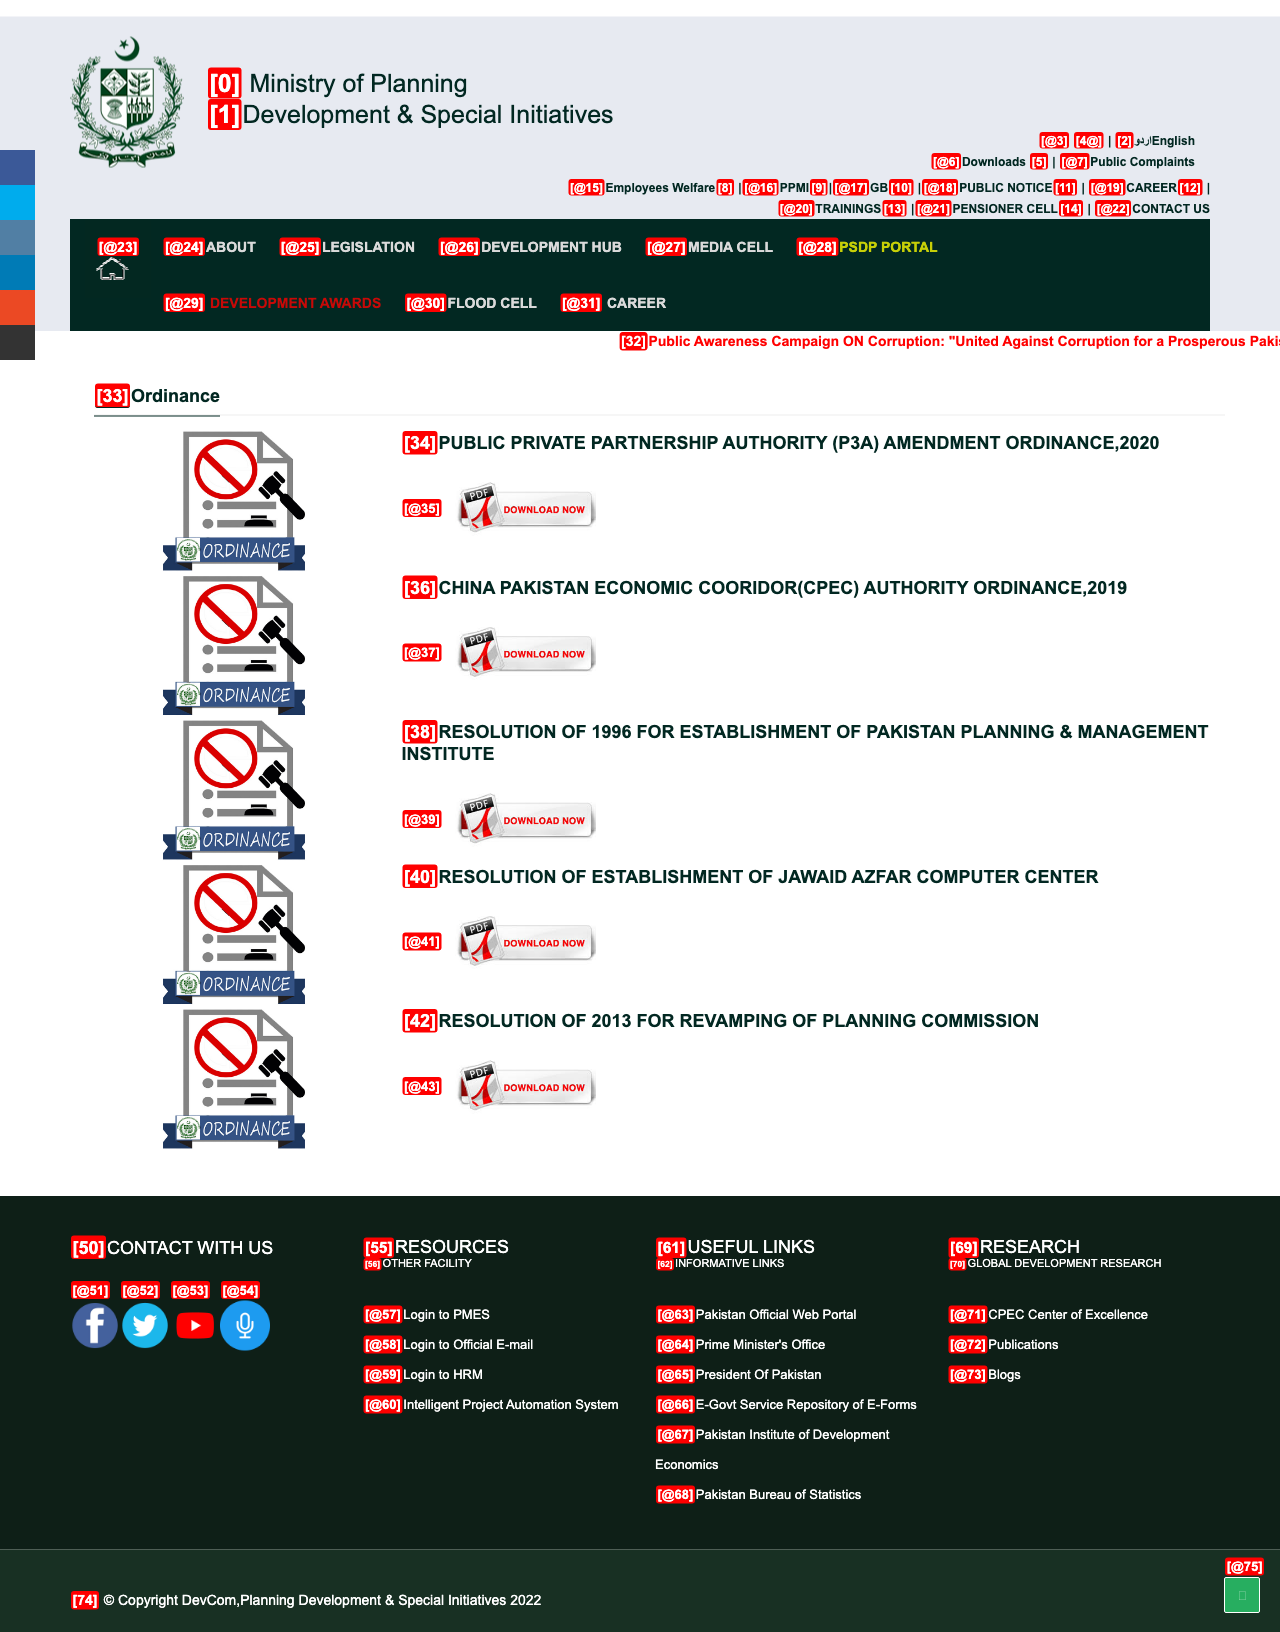 [0] Ministry of Planning
[1]Development & Special Initiatives
[@3] [@4] | [2]اردوEnglish
[@6]Downloads [5] | [@7]Public Complaints
[@15]Employees Welfare[8] |[@16]PPMI[9]|[@17]GB[10] |[@18]PUBLIC NOTICE[11] | [@19]CAREER[12] |
[@20]TRAININGS[13] |[@21]PENSIONER CELL[14] | [@22]CONTACT US
[@23] [@24]ABOUT [@25]LEGISLATION [@26]DEVELOPMENT HUB [@27]MEDIA CELL [@28]PSDP PORTAL
[@29] DEVELOPMENT AWARDS [@30]FLOOD CELL [@31] CAREER
[32]Public Awareness Campaign ON Corruption: "United Against Corruption for a Prosperous Pakis
[33]Ordinance
[34]PUBLIC PRIVATE PARTNERSHIP AUTHORITY (P3A) AMENDMENT ORDINANCE,2020
[@35] PDF DOWNLOAD NOW
ORDINANCE
[36]CHINA PAKISTAN ECONOMIC COORIDOR(CPEC) AUTHORITY ORDINANCE,2019
[@37] PDF DOWNLOAD NOW
ORDINANCE
[38]RESOLUTION OF 1996 FOR ESTABLISHMENT OF PAKISTAN PLANNING & MANAGEMENT
INSTITUTE
[@39] PDF DOWNLOAD NOW
ORDINANCE
[40]RESOLUTION OF ESTABLISHMENT OF JAWAID AZFAR COMPUTER CENTER
[@41] PDF DOWNLOAD NOW
ORDINANCE
[42]RESOLUTION OF 2013 FOR REVAMPING OF PLANNING COMMISSION
[@43] PDF DOWNLOAD NOW
ORDINANCE
[50]CONTACT WITH US
[@51] [@52] [@53] [@54]
[55]RESOURCES
[56]OTHER FACILITY
[@57]Login to PMES
[@58]Login to Official E-mail
[@59]Login to HRM
[@60]Intelligent Project Automation System
[61]USEFUL LINKS
[62]INFORMATIVE LINKS
[@63]Pakistan Official Web Portal
[@64]Prime Minister's Office
[@65]President Of Pakistan
[@66]E-Govt Service Repository of E-Forms
[@67]Pakistan Institute of Development
Economics
[@68]Pakistan Bureau of Statistics
[69]RESEARCH
[70]GLOBAL DEVELOPMENT RESEARCH
[@71]CPEC Center of Excellence
[@72]Publications
[@73]Blogs
[@75]
[74] © Copyright DevCom,Planning Development & Special Initiatives 2022